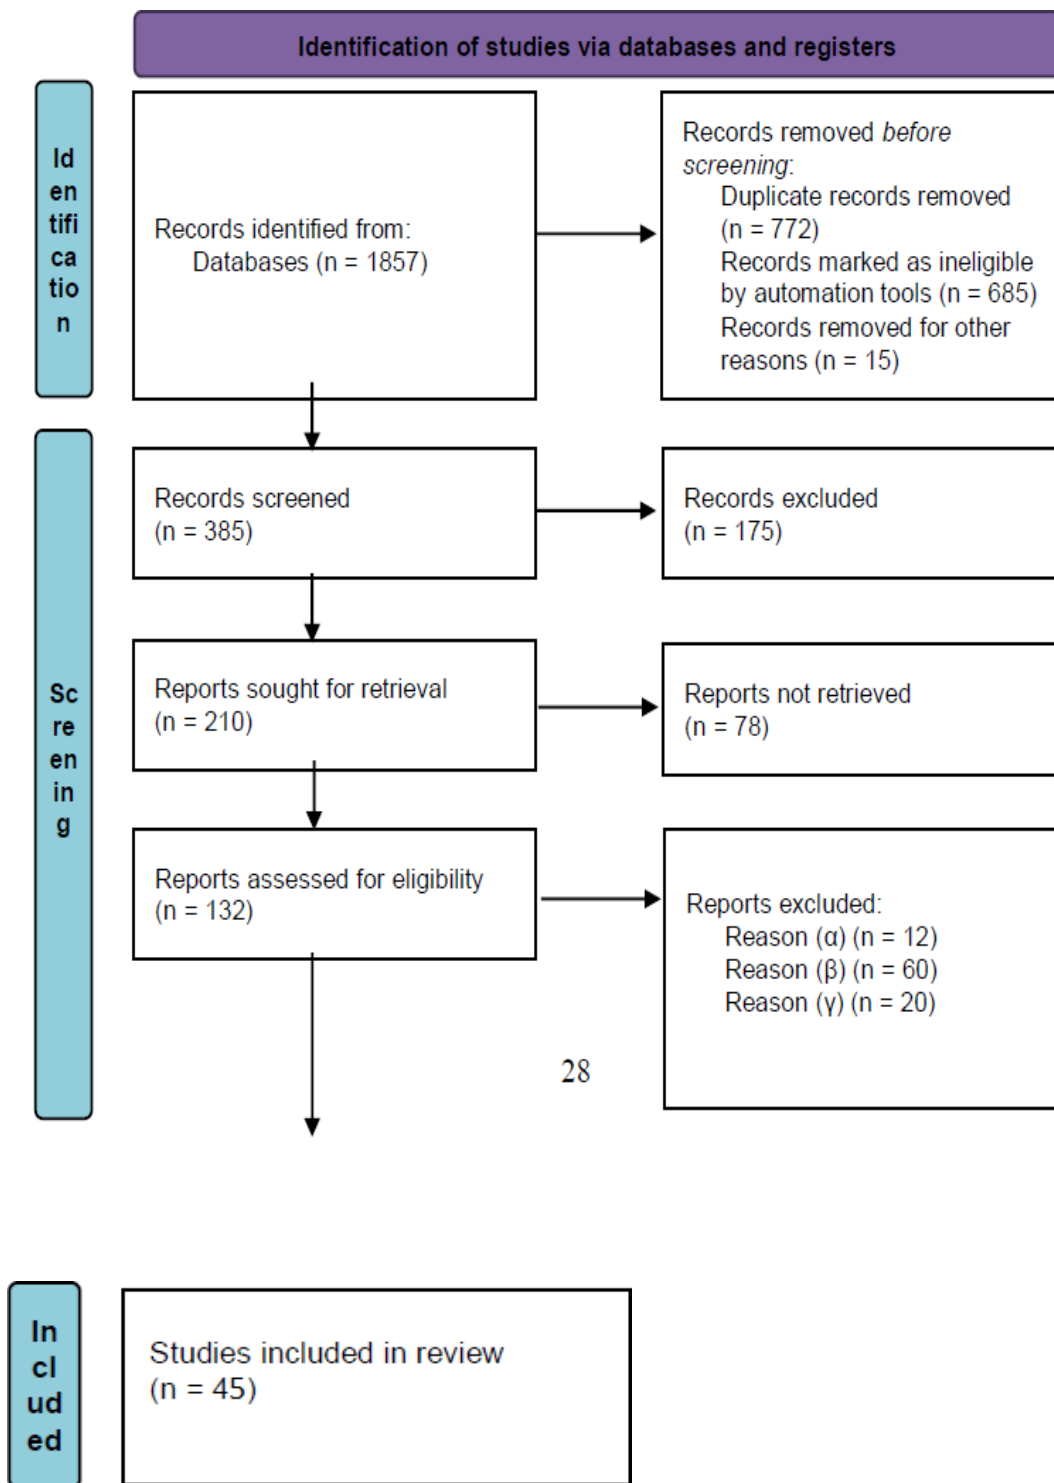 Identification of studies via databases and registers
Id
en
tifi
ca
tio
n
Records identified from:
Databases (n = 1857)
Records removed before
screening:
Duplicate records removed
(n = 772)
Records marked as ineligible
by automation tools (n = 685)
Records removed for other
reasons (n = 15)
Sc
re
en
in
g
Records screened
(n = 385)
Records excluded
(n = 175)
Reports sought for retrieval
(n = 210)
Reports not retrieved
(n = 78)
Reports assessed for eligibility
(n = 132)
Reports excluded:
Reason (α) (n = 12)
Reason (β) (n = 60)
Reason (γ) (n = 20)
28
In
cl
ud
ed
Studies included in review
(n = 45)